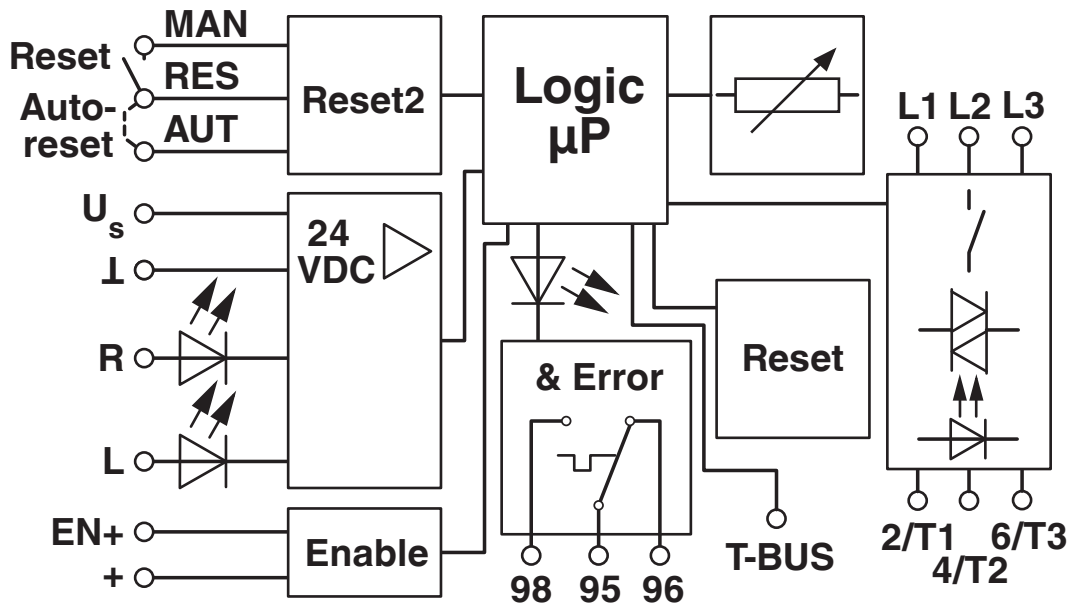 MAN
Reset
RES
Auto-
reset
AUT
Reset2
Logic
µP
L1 L2 L3
Us
⊥
24
VDC
R
L
EN+
+
Enable
& Error
98 95 96
Reset
T-BUS
2/T1 6/T3
4/T2